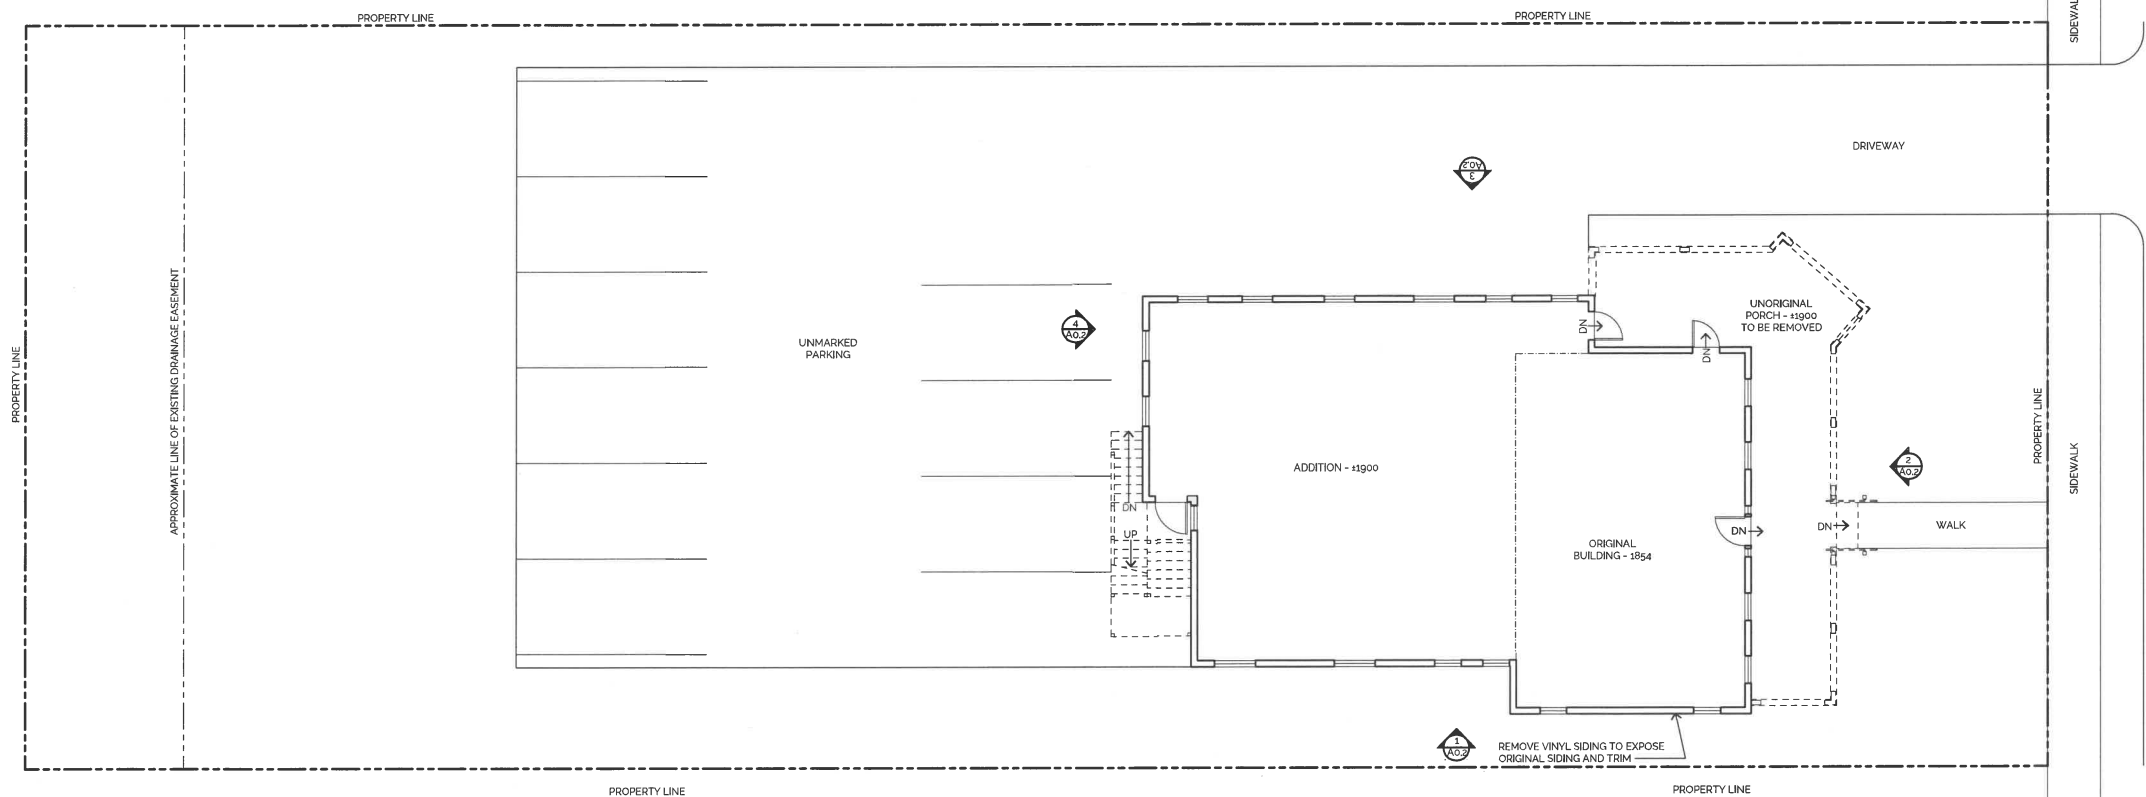 PROPERTY LINE
PROPERTY LINE
SIDEWAL
DRIVEWAY
3
A0.2
UNORIGINAL
PORCH - ±1900
TO BE REMOVED
4
A0.2
UNMARKED
PARKING
DN
DN
PROPERTY LINE
APPROXIMATE LINE OF EXISTING DRAINAGE EASEMENT
ADDITION - ±1900
2
A0.2
PROPERTY LINE
SIDEWALK
DN
UP
DN
DN
WALK
ORIGINAL
BUILDING - 1854
1
A0.2
REMOVE VINYL SIDING TO EXPOSE
ORIGINAL SIDING AND TRIM
PROPERTY LINE
PROPERTY LINE